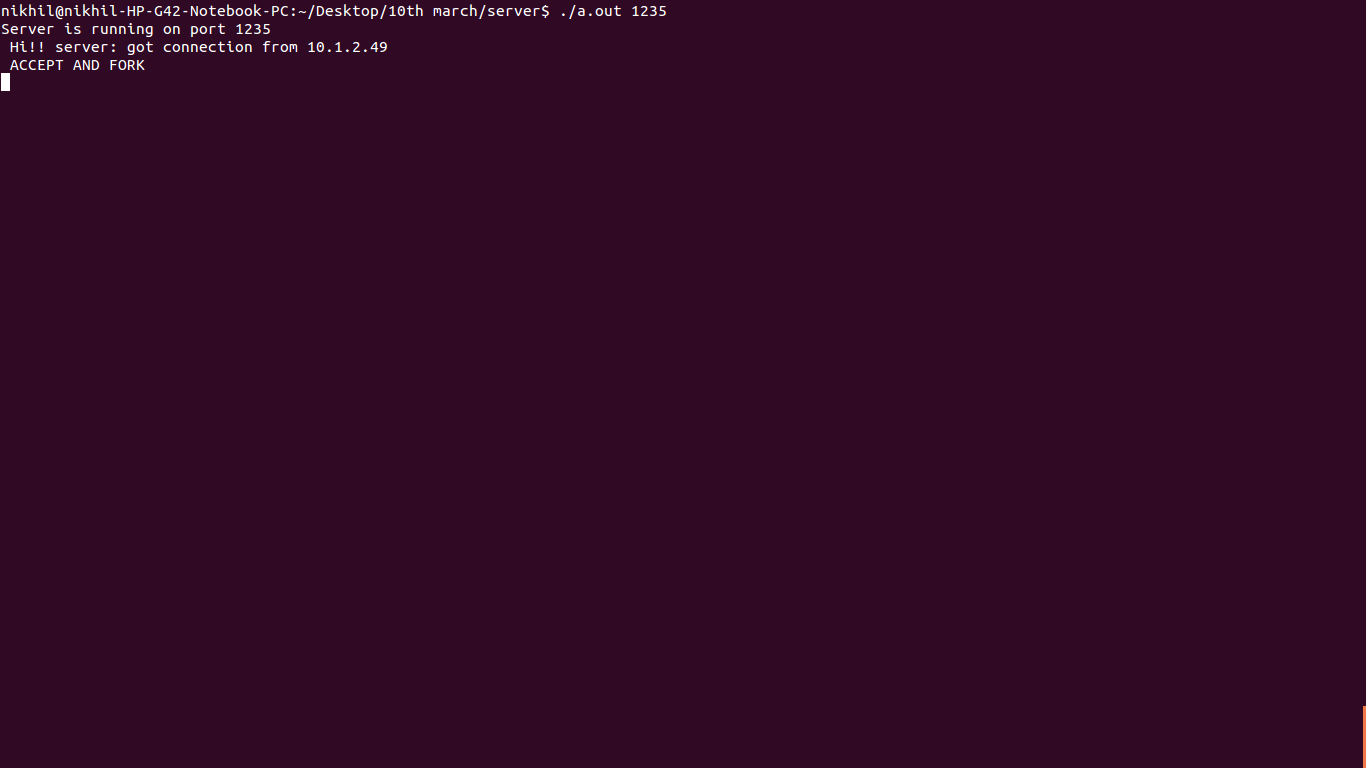 nikhil@nikhil-HP-G42-Notebook-PC:~/Desktop/10th march/server$ ./a.out 1235
Server is running on port 1235
Hi!! server: got connection from 10.1.2.49
ACCEPT AND FORK